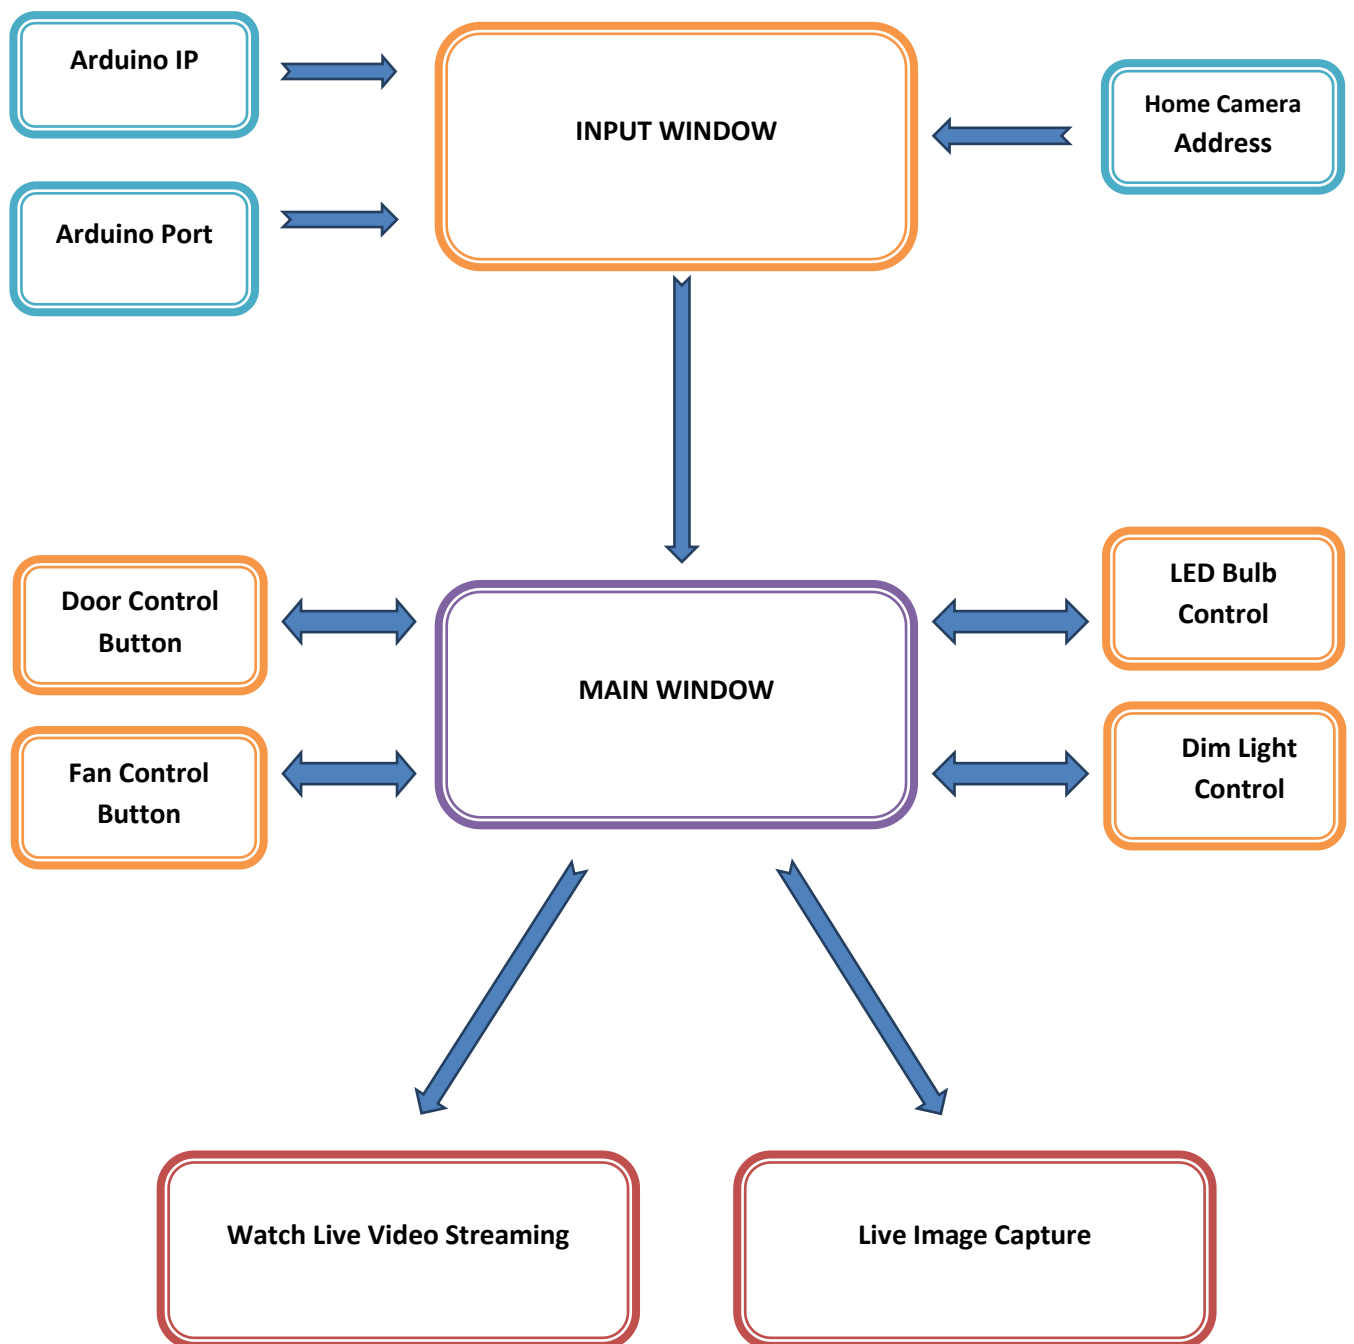 Arduino IP
INPUT WINDOW
Home Camera
Address
Arduino Port
Door Control
Button
LED Bulb
Control
MAIN WINDOW
Fan Control
Button
Dim Light
Control
Watch Live Video Streaming
Live Image Capture